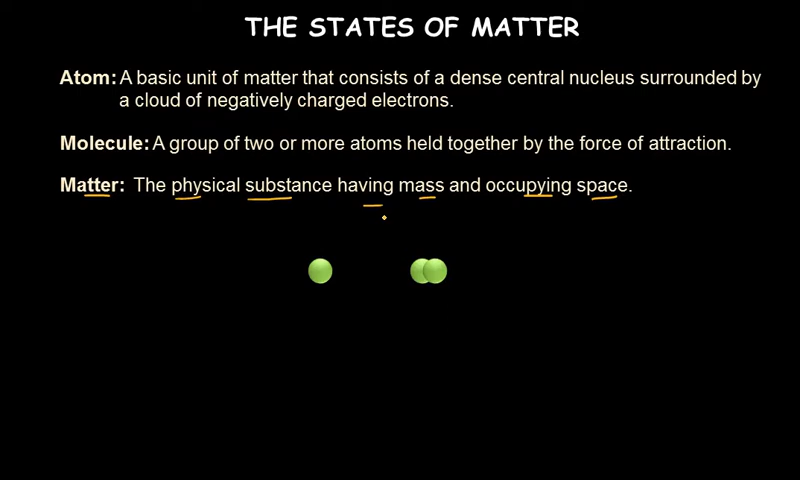 THE STATES OF MATTER
Atom: A basic unit of matter that consists of a dense central nucleus surrounded by
a cloud of negatively charged electrons.
Molecule: A group of two or more atoms held together by the force of attraction.
Matter: The physical substance having mass and occupying space.